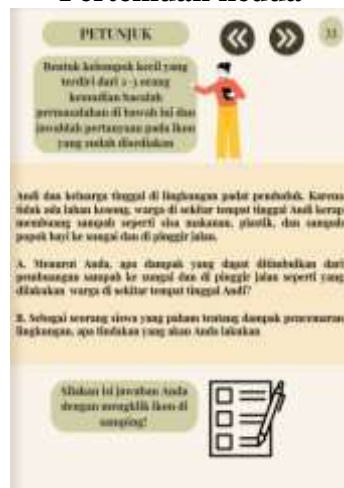 Pertemuan kedua
PETUNJUK
33
Bentuk kelompok kecil yang
terdiri dari 2-3 orang
kemudian bacalah
permasalahan di bawah ini dan
jawablah pertanyaan pada ikon
yang sudah disediakan
Andi dan keluarga tinggal di lingkungan padat penduduk. Karena
tidak ada lahan kosong, warga di sekitar tempat tinggal Andi kerap
membuang sampah seperti sisa makanan, plastik, dan sampah
popok bayi ke sungai dan di pinggir jalan.
A. Menurut Anda, apa dampak yang dapat ditimbulkan dari
pembuangan sampah ke sungai dan di pinggir jalan seperti yang
dilakukan warga di sekitar tempat tinggal Andi?
B. Sebagai seorang siswa yang paham tentang dampak pencemaran
lingkungan, apa tindakan yang akan Anda lakukan
Silakan isi jawaban Anda
dengan mengklik ikon di
samping!